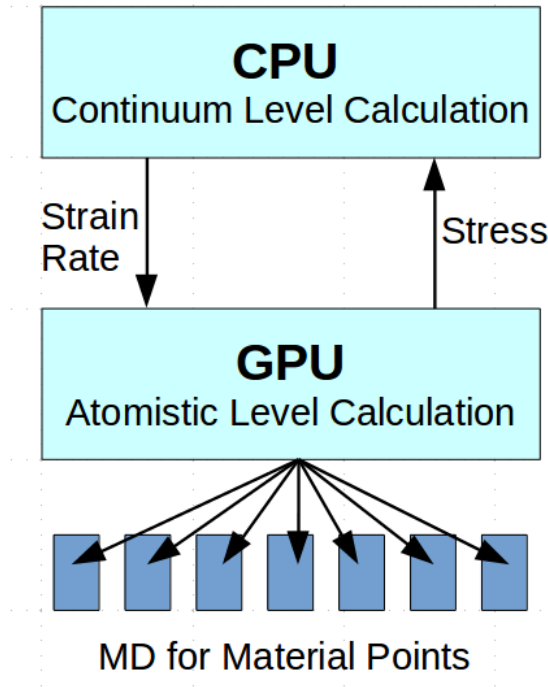 CPU
Continuum Level Calculation
Strain
Rate
Stress
GPU
Atomistic Level Calculation
MD for Material Points